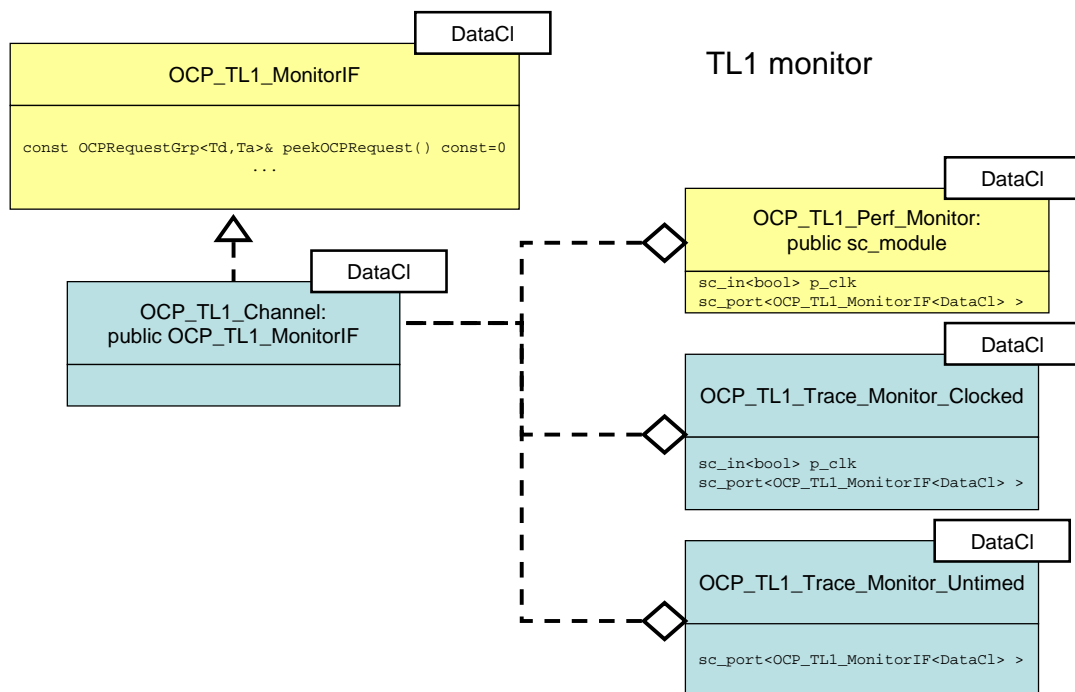 DataCl
OCP_TL1_MonitorIF
const OCPRequestGrp<Td,Ta>& peekOCPRequest() const=0
...
TL1 monitor
DataCl
OCP_TL1_Channel:
public OCP_TL1_MonitorIF
DataCl
OCP_TL1_Perf_Monitor:
public sc_module
sc_in<bool> p_clk
sc_port<OCP_TL1_MonitorIF<DataCl> >
DataCl
OCP_TL1_Trace_Monitor_Clocked
sc_in<bool> p_clk
sc_port<OCP_TL1_MonitorIF<DataCl> >
DataCl
OCP_TL1_Trace_Monitor_Untimed
sc_port<OCP_TL1_MonitorIF<DataCl> >